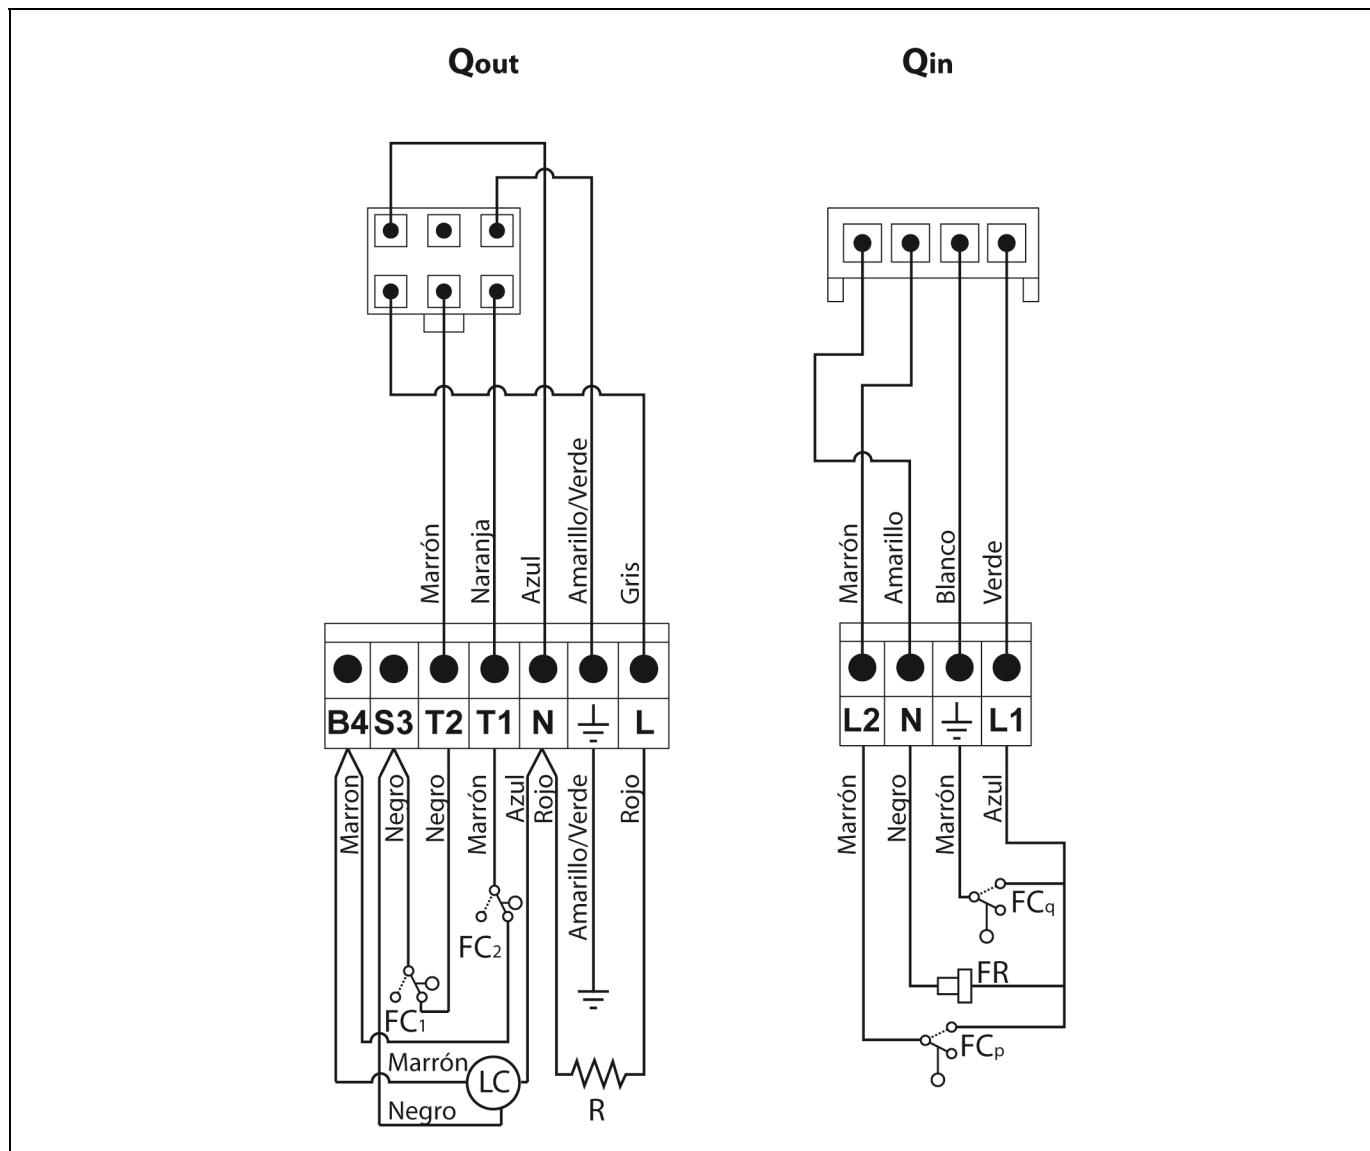 Qout
Qin
Marrón
Naranja
Azul
Amarillo/Verde
Gris
Marrón
Amarillo
Blanco
Verde
B4 S3 T2 T1 N L
L2 N L1
Marron
Negro
Negro
Marrón
Azul
Rojo
Amarillo/Verde
Rojo
Marrón
Negro
Marrón
Azul
FCq
FC2
FR
FC1
FCp
Marrón
LC
Negro
R